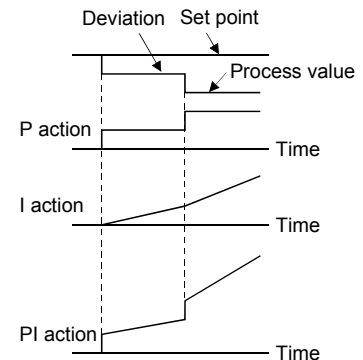 Deviation
Set point
Process value
P action
Time
I action
Time
PI action
Time